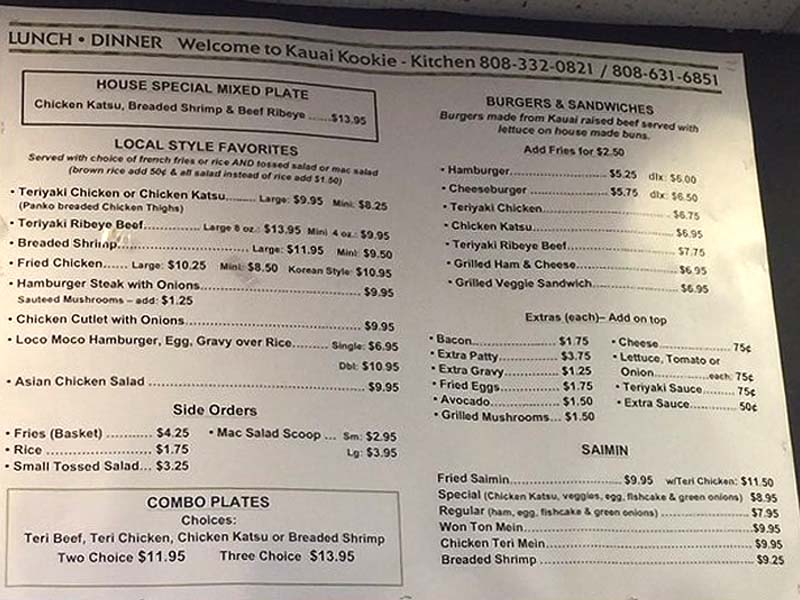 LUNCH • DINNER Welcome to Kauai Kookie - Kitchen 808-332-0821 / 808-631-6851
HOUSE SPECIAL MIXED PLATE
Chicken Katsu, Breaded Shrimp & Beef Ribeye ......$13.95
LOCAL STYLE FAVORITES
Served with choice of french fries or rice AND tossed salad or mac salad
(brown rice add 50¢ & all salad instead of rice add $1.50)
• Teriyaki Chicken or Chicken Katsu......... Large: $9.95 Mini: $8.25
(Panko breaded Chicken Thighs)
• Teriyaki Ribeye Beef............... Large 8 oz.: $13.95 Mini 4 oz.: $9.95
• Breaded Shrimp.................................. Large: $11.95 Mini: $9.50
• Fried Chicken...... Large: $10.25 Mini: $8.50 Korean Style: $10.95
• Hamburger Steak with Onions......................................... $9.95
Sauteed Mushrooms – add: $1.25
• Chicken Cutlet with Onions............................................. $9.95
• Loco Moco Hamburger, Egg, Gravy over Rice......... Single: $6.95
Dbl: $10.95
• Asian Chicken Salad ...................................................... $9.95
Side Orders
• Fries (Basket) ........... $4.25
• Rice ............................ $1.75
• Small Tossed Salad... $3.25
• Mac Salad Scoop ... Sm: $2.95
Lg: $3.95
COMBO PLATES
Choices:
Teri Beef, Teri Chicken, Chicken Katsu or Breaded Shrimp
Two Choice $11.95 Three Choice $13.95
BURGERS & SANDWICHES
Burgers made from Kauai raised beef served with
lettuce on house made buns.
Add Fries for $2.50
• Hamburger.......................... $5.25 dlx: $6.00
• Cheeseburger ..................... $5.75 dlx: $6.50
• Teriyaki Chicken.................................. $6.75
• Chicken Katsu...................................... $6.95
• Teriyaki Ribeye Beef............................ $7.75
• Grilled Ham & Cheese.......................... $6.95
• Grilled Veggie Sandwich...................... $6.95
Extras (each)– Add on top
• Bacon...................... $1.75
• Extra Patty............... $3.75
• Extra Gravy.............. $1.25
• Fried Eggs................ $1.75
• Avocado................... $1.50
• Grilled Mushrooms... $1.50
• Cheese.................... 75¢
• Lettuce, Tomato or
Onion..............each: 75¢
• Teriyaki Sauce........ 75¢
• Extra Sauce............. 50¢
SAIMIN
Fried Saimin............................ $9.95 w/Teri Chicken: $11.50
Special (Chicken Katsu, veggies, egg, fishcake & green onions) $8.95
Regular (ham, egg, fishcake & green onions) ...................... $7.95
Won Ton Mein......................................................... $9.95
Chicken Teri Mein.................................................... $9.95
Breaded Shrimp ...................................................... $9.25